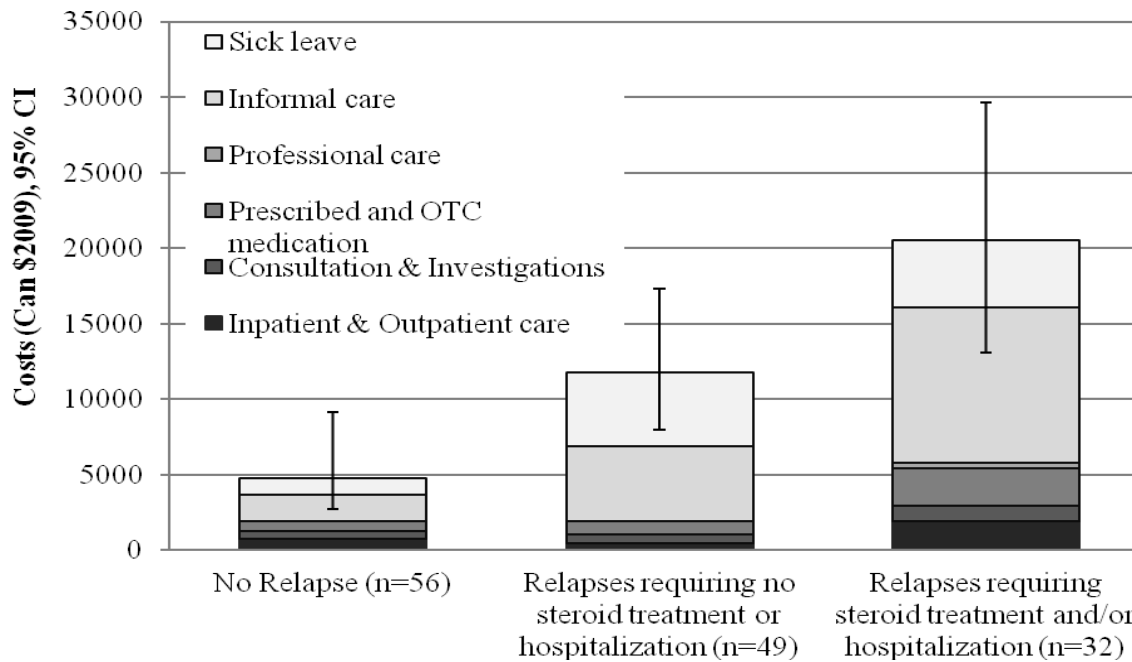 35000
30000
25000
20000
15000
10000
5000
0
Costs (Can $2009), 95% CI
Sick leave
Informal care
Professional care
Prescribed and OTC
medication
Consultation & Investigations
Inpatient & Outpatient care
No Relapse (n=56)
Relapses requiring no
steroid treatment or
hospitalization (n=49)
Relapses requiring
steroid treatment and/or
hospitalization (n=32)